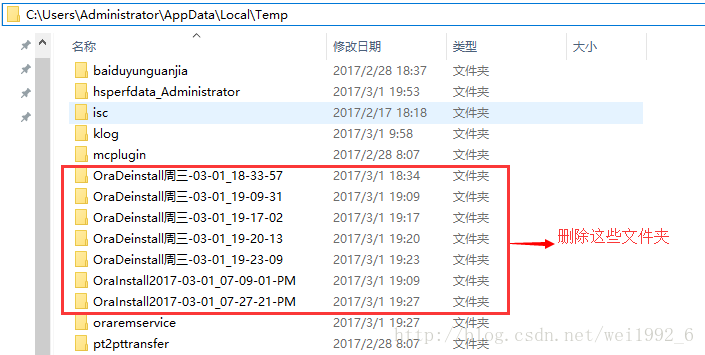 C:\Users\Administrator\AppData\Local\Temp
名称 修改日期 类型 大小
baiduyunguanjia 2017/2/28 18:37 文件夹
hsperfdata_Administrator 2017/3/1 19:53 文件夹
isc 2017/2/17 18:18 文件夹
klog 2017/3/1 9:58 文件夹
mcplugin 2017/2/28 8:07 文件夹
OraDeinstall周三-03-01_18-33-57 2017/3/1 18:34 文件夹
OraDeinstall周三-03-01_19-09-31 2017/3/1 19:09 文件夹
OraDeinstall周三-03-01_19-17-02 2017/3/1 19:17 文件夹
OraDeinstall周三-03-01_19-20-13 2017/3/1 19:20 文件夹
删除这些文件夹
OraDeinstall周三-03-01_19-23-09 2017/3/1 19:23 文件夹
OraInstall2017-03-01_07-09-01-PM 2017/3/1 19:09 文件夹
OraInstall2017-03-01_07-27-21-PM 2017/3/1 19:27 文件夹
oraremservice 2017/3/1 19:27 文件夹
http://blog.csdn.net/wei1992_6
pt2pttransfer 2017/2/28 8:07 文件夹